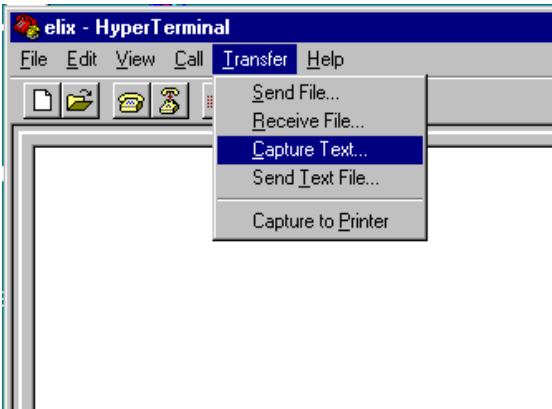 elix - HyperTerminal
File Edit View Call Transfer Help
Send File...
Receive File...
Capture Text...
Send Text File...
Capture to Printer